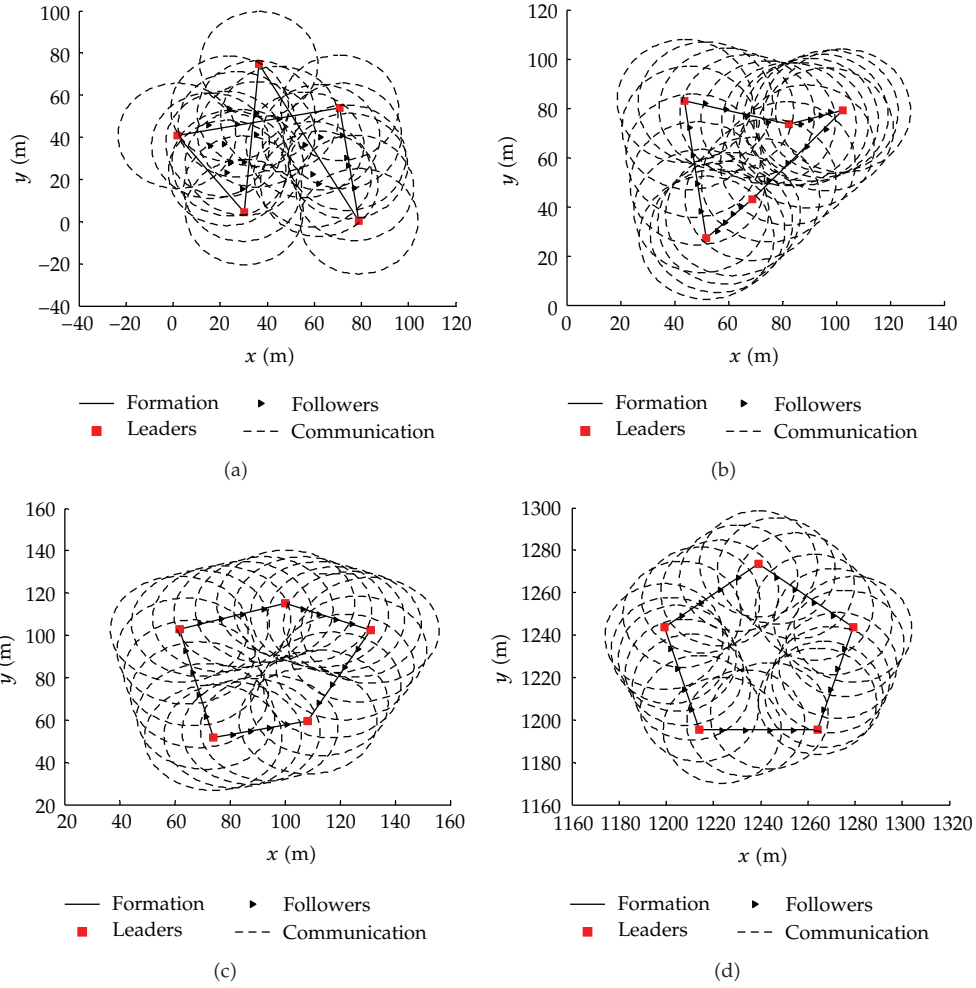 100
80
60
40
20
0
−20
−40
y (m)
−40 −20 0 20 40 60 80 100 120
x (m)
Formation Followers
Leaders Communication
(a)
120
100
80
60
40
20
0
y (m)
0 20 40 60 80 100 120 140
x (m)
Formation Followers
Leaders Communication
(b)
160
140
120
100
80
60
40
20
y (m)
20 40 60 80 100 120 140 160
x (m)
Formation Followers
Leaders Communication
(c)
1300
1280
1260
1240
1220
1200
1180
1160
y (m)
1160 1180 1200 1220 1240 1260 1280 1300 1320
x (m)
Formation Followers
Leaders Communication
(d)